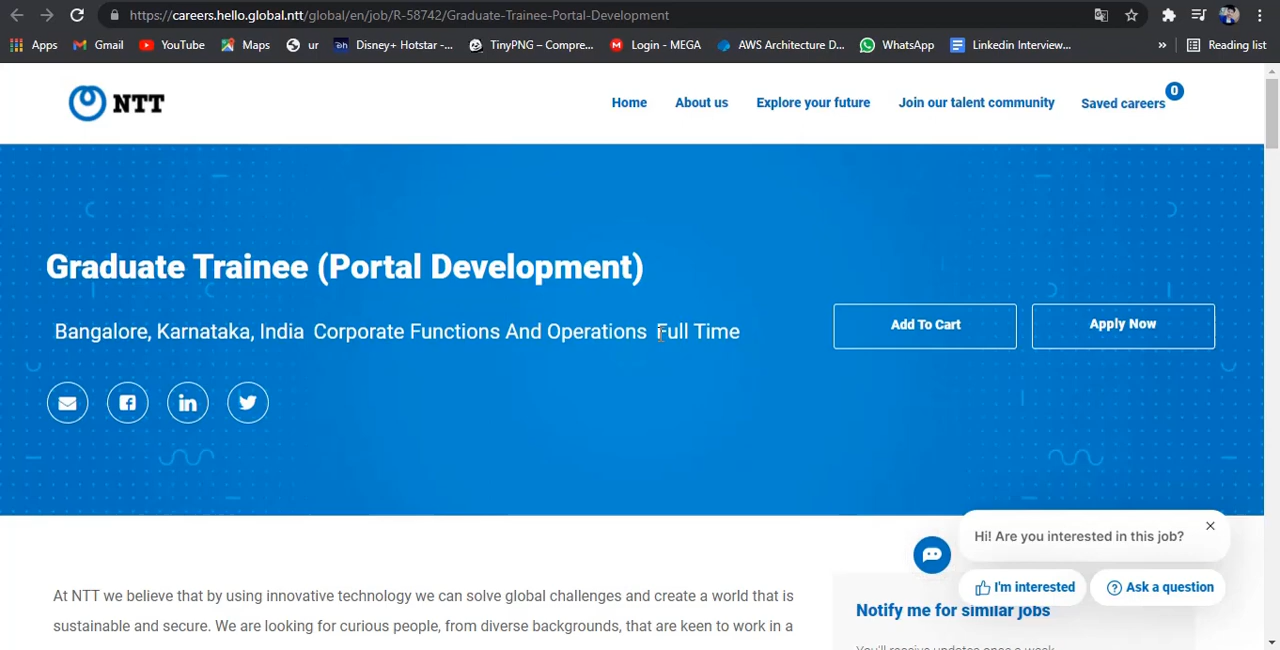 https://careers.hello.global.ntt/global/en/job/R-58742/Graduate-Trainee-Portal-Development
Apps Gmail YouTube Maps ur Disney+ Hotstar -... TinyPNG – Compre... Login - MEGA AWS Architecture D... WhatsApp Linkedin Interview... » Reading list
NTT Home About us Explore your future Join our talent community Saved careers 0
Graduate Trainee (Portal Development)
Bangalore, Karnataka, India Corporate Functions And Operations Full Time
Add To Cart Apply Now
Hi! Are you interested in this job?
I'm interested Ask a question
At NTT we believe that by using innovative technology we can solve global challenges and create a world that is
sustainable and secure. We are looking for curious people, from diverse backgrounds, that are keen to work in a
Notify me for similar jobs
You'll receive updates once a week